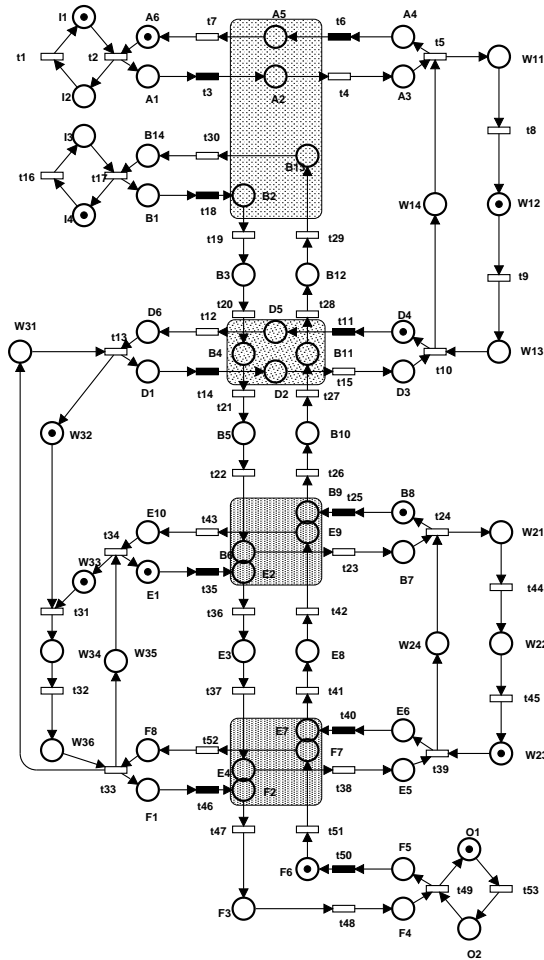 I1 A6 t7 A5 t6 A4
t1 t2 t5 W11
I2 A1 t3 A2 t4 A3
t8
I3 B14 t30 B13
t16 t17
I4 B1 t18 B2 W14 W12
t19 t29
B3 B12 t9
W31 D6 t12 t20 D5 t28 t11 D4
t13 B4 B11 t10 W13
D1 t14 D2 t15 D3
t21 t27
W32 B5 B10
t22 t26
E10 t43 B9 t25 B8
t34 E9 t24 W21
W33 B6
E1 t35 E2 t23 B7 t44
t31 t36 t42
W34 W35 E3 E8 W24 W22
t32 t37 t41 t45
W36 F8 t52 E7 t40 E6
F7 t39 W23
t33 E4 t38 E5
F1 t46 F2
t47 t51 O1
F6 t50 F5
t49 t53
F3 t48 F4
O2